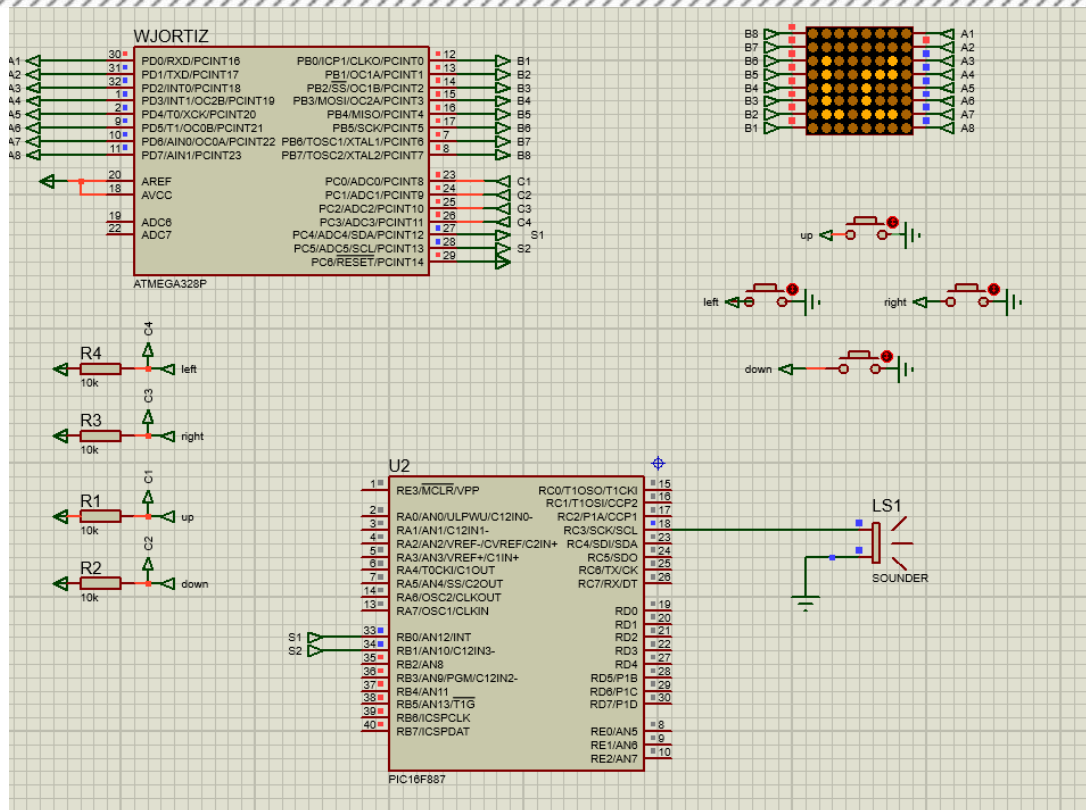 WJORTIZ
A1 30 PD0/RXD/PCINT16 PB0/ICP1/CLKO/PCINT0 12 B1
A2 31 PD1/TXD/PCINT17 PB1/OC1A/PCINT1 13 B2
A3 32 PD2/INT0/PCINT18 PB2/SS/OC1B/PCINT2 14 B3
A4 1 PD3/INT1/OC2B/PCINT19 PB3/MOSI/OC2A/PCINT3 15 B4
A5 2 PD4/T0/XCK/PCINT20 PB4/MISO/PCINT4 16 B5
A6 9 PD5/T1/OC0B/PCINT21 PB5/SCK/PCINT5 17 B6
A7 10 PD6/AIN0/OC0A/PCINT22 PB6/TOSC1/XTAL1/PCINT6 7 B7
A8 11 PD7/AIN1/PCINT23 PB7/TOSC2/XTAL2/PCINT7 8 B8
20 AREF PC0/ADC0/PCINT8 23 C1
18 AVCC PC1/ADC1/PCINT9 24 C2
PC2/ADC2/PCINT10 25 C3
19 ADC6 PC3/ADC3/PCINT11 26 C4
22 ADC7 PC4/ADC4/SDA/PCINT12 27 S1
PC5/ADC5/SCL/PCINT13 28 S2
PC6/RESET/PCINT14 29
ATMEGA328P
B8 A1
B7 A2
B6 A3
B5 A4
B4 A5
B3 A6
B2 A7
B1 A8
up
left right
down
C4
R4
left
10k
C3
R3
right
10k
C1
R1
up
10k
C2
R2
down
10k
U2
1 RE3/MCLR/VPP RC0/T1OSO/T1CKI 15
RC1/T1OSI/CCP2 16
2 RA0/AN0/ULPWU/C12IN0- RC2/P1A/CCP1 17
3 RA1/AN1/C12IN1- RC3/SCK/SCL 18
4 RA2/AN2/VREF-/CVREF/C2IN+ RC4/SDI/SDA 23
5 RA3/AN3/VREF+/C1IN+ RC5/SDO 24
6 RA4/T0CKI/C1OUT RC6/TX/CK 25
7 RA5/AN4/SS/C2OUT RC7/RX/DT 26
14 RA6/OSC2/CLKOUT
13 RA7/OSC1/CLKIN RD0 19
RD1 20
S1 33 RB0/AN12/INT RD2 21
S2 34 RB1/AN10/C12IN3- RD3 22
35 RB2/AN8 RD4 27
36 RB3/AN9/PGM/C12IN2- RD5/P1B 28
37 RB4/AN11 RD6/P1C 29
38 RB5/AN13/T1G RD7/P1D 30
39 RB6/ICSPCLK
40 RB7/ICSPDAT RE0/AN5 8
RE1/AN6 9
RE2/AN7 10
PIC16F887
LS1
SOUNDER